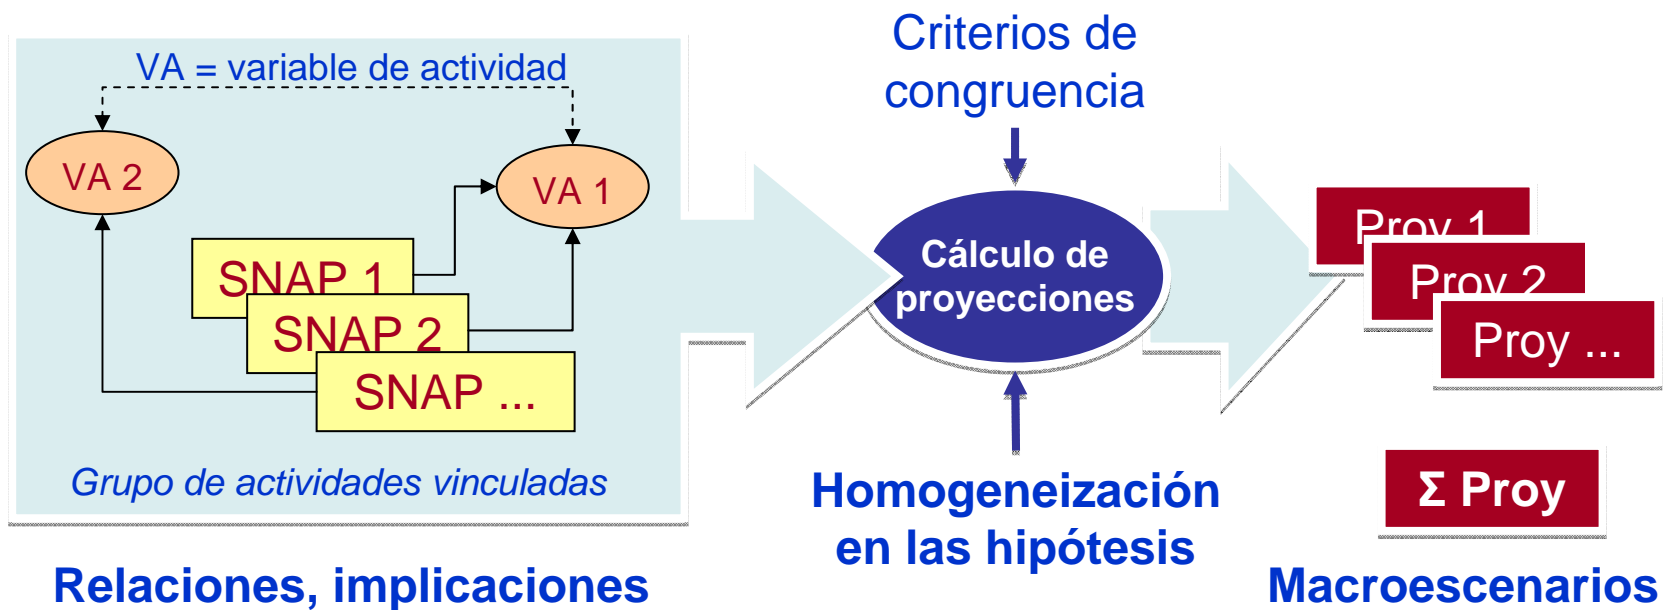 VA = variable de actividad
VA 2
VA 1
SNAP 1
SNAP 2
SNAP ...
Grupo de actividades vinculadas
Relaciones, implicaciones
Criterios de
congruencia
Cálculo de
proyecciones
Homogeneización
en las hipótesis
Proy 1
Proy 2
Proy ...
Σ Proy
Macroescenarios